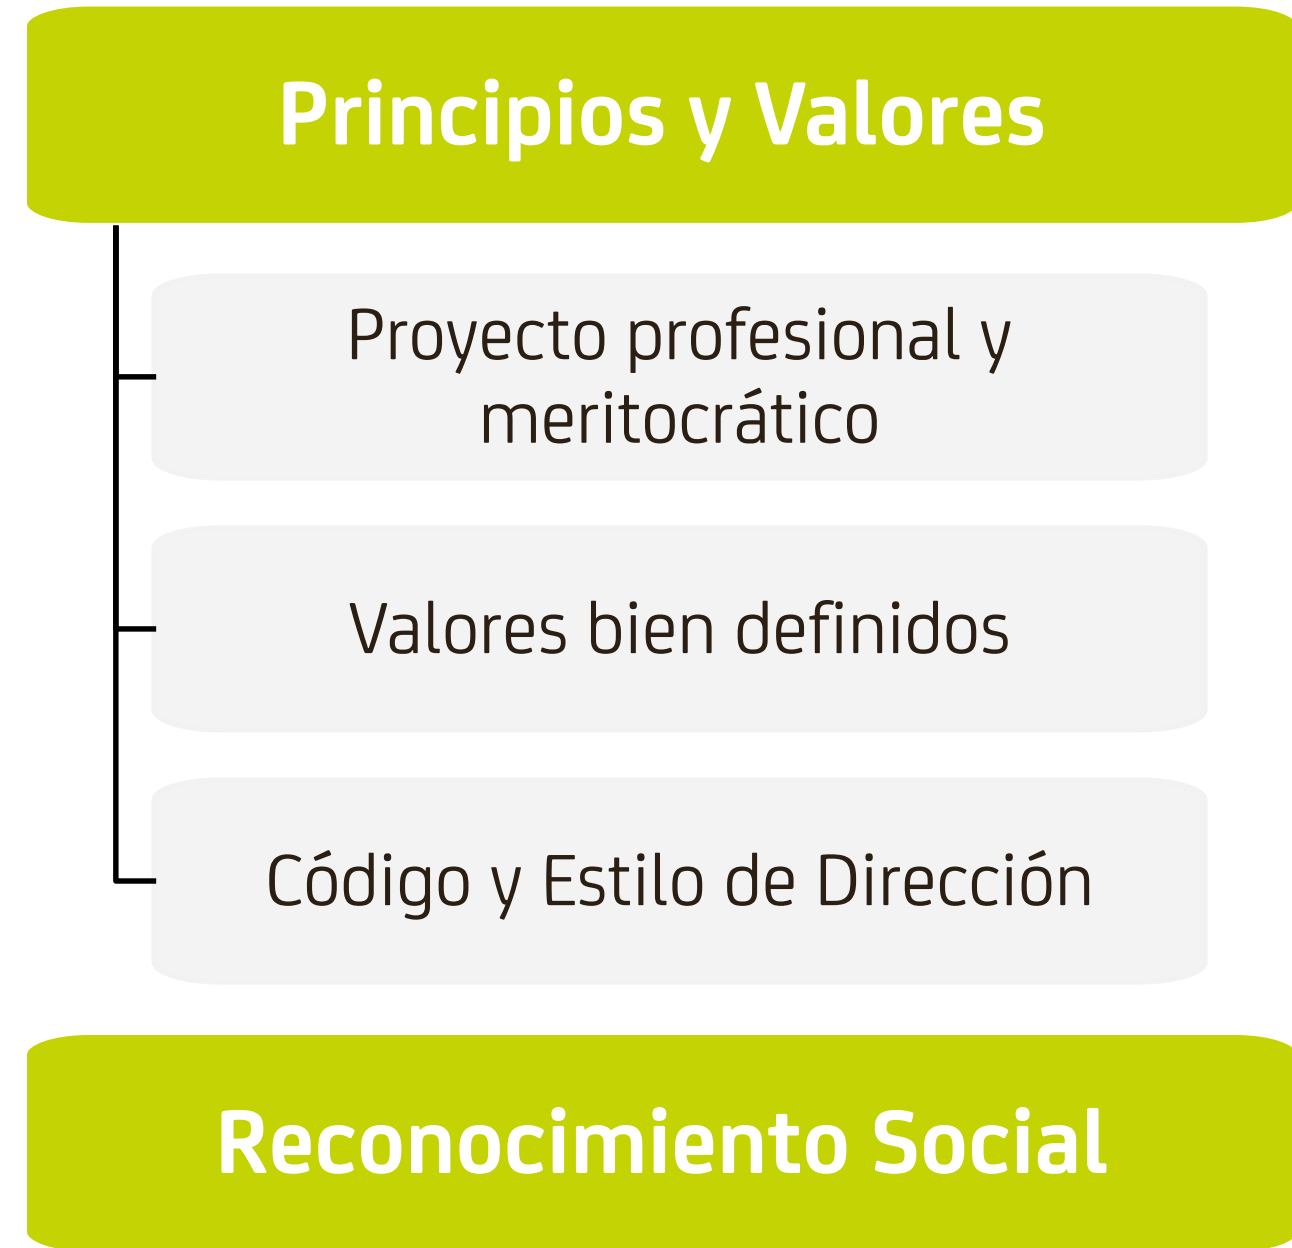 Principios y Valores
Proyecto profesional y
meritocrático
Valores bien definidos
Código y Estilo de Dirección
Reconocimiento Social